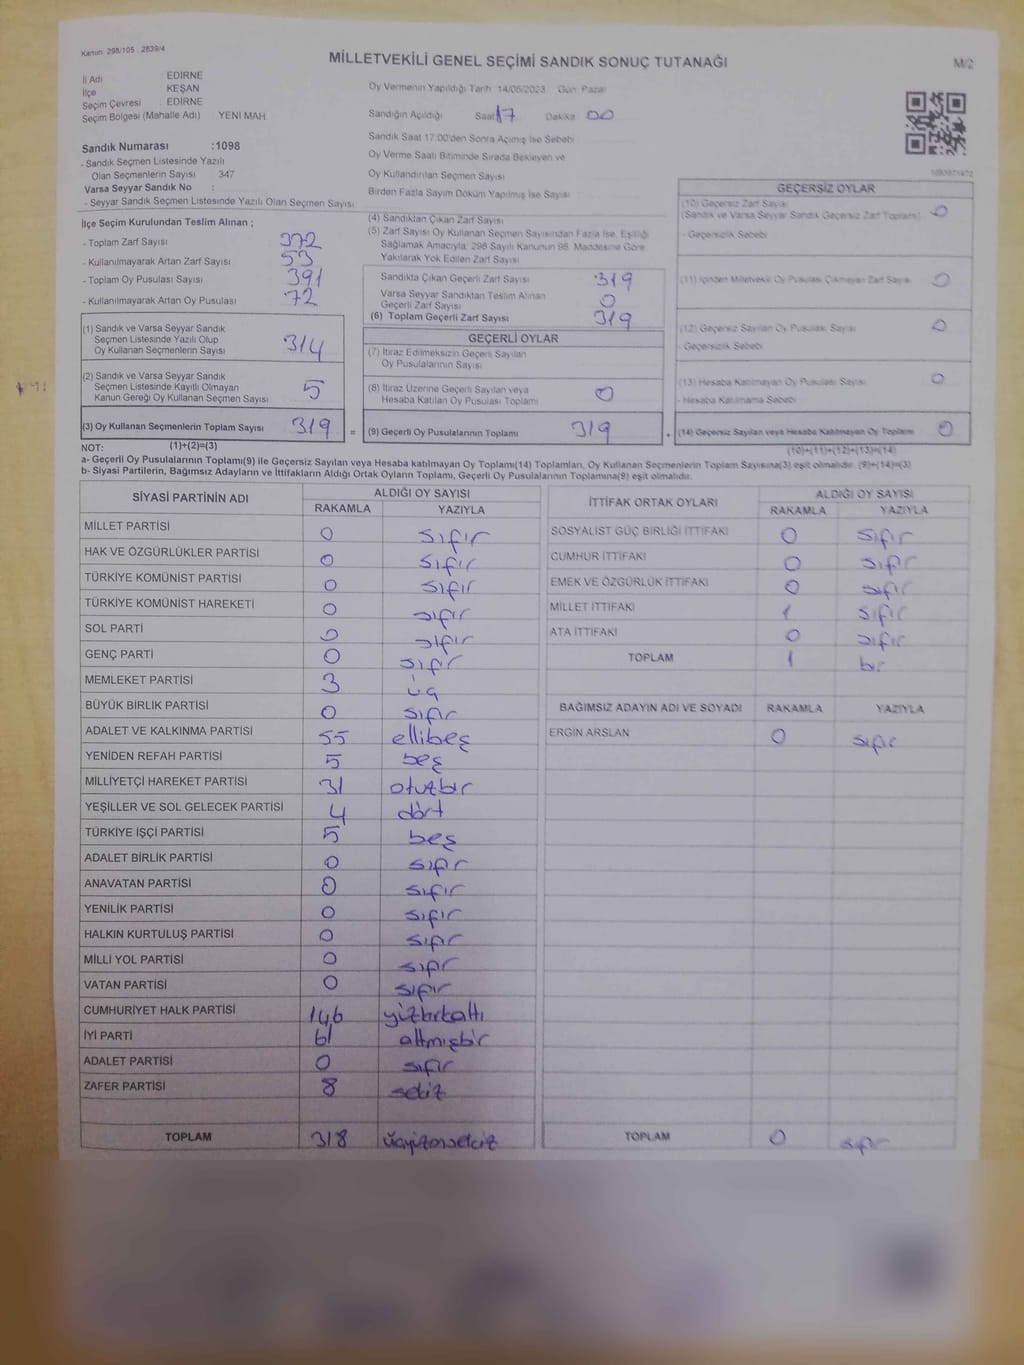 Kanun: 298/105 , 2839/4
MİLLETVEKİLİ GENEL SEÇİMİ SANDIK SONUÇ TUTANAĞI
M/2
İl Adı : EDİRNE
İlçe : KEŞAN
Seçim Çevresi : EDİRNE
Seçim Bölgesi (Mahalle Adı) : YENİ MAH.
Oy Vermenin Yapıldığı Tarih: 14/05/2023 Gün: Pazar
Sandığın Açıldığı Saat 17 Dakika 00
Sandık Saat 17:00'den Sonra Açılmış İse Sebebi
Oy Verme Saati Bitiminde Sırada Bekleyen ve
Oy Kullandırılan Seçmen Sayısı
Birden Fazla Sayım Döküm Yapılmış İse Sayısı
Sandık Numarası :1098
- Sandık Seçmen Listesinde Yazılı
Olan Seçmenlerin Sayısı 347
Varsa Seyyar Sandık No :
- Seyyar Sandık Seçmen Listesinde Yazılı Olan Seçmen Sayısı
İlçe Seçim Kurulundan Teslim Alınan ;
- Toplam Zarf Sayısı 372
- Kullanılmayarak Artan Zarf Sayısı 53
- Toplam Oy Pusulası Sayısı 391
- Kullanılmayarak Artan Oy Pusulası 72
(1) Sandık ve Varsa Seyyar Sandık
Seçmen Listesinde Yazılı Olup
Oy Kullanan Seçmenlerin Sayısı 314
(2) Sandık ve Varsa Seyyar Sandık
Seçmen Listesinde Kayıtlı Olmayan
Kanun Gereği Oy Kullanan Seçmen Sayısı 5
(3) Oy Kullanan Seçmenlerin Toplam Sayısı 319 =
(4) Sandıktan Çıkan Zarf Sayısı
(5) Zarf Sayısı Oy Kullanan Seçmen Sayısından Fazla İse, Eşitliği
Sağlamak Amacıyla, 298 Sayılı Kanunun 98. Maddesine Göre
Yakılarak Yok Edilen Zarf Sayısı
Sandıkta Çıkan Geçerli Zarf Sayısı 319
Varsa Seyyar Sandıktan Teslim Alınan
Geçerli Zarf Sayısı 0
(6) Toplam Geçerli Zarf Sayısı 319
GEÇERLİ OYLAR
(7) İtiraz Edilmeksizin Geçerli Sayılan
Oy Pusulalarının Sayısı
(8) İtiraz Üzerine Geçerli Sayılan veya
Hesaba Katılan Oy Pusulası Toplamı 0
(9) Geçerli Oy Pusulalarının Toplamı 319 +
GEÇERSİZ OYLAR
(10) Geçersiz Zarf Sayısı
(Sandık ve Varsa Seyyar Sandık Geçersiz Zarf Toplamı) 0
- Geçersizlik Sebebi
(11) İçinden Milletvekili Oy Pusulası Çıkmayan Zarf Sayısı 0
(12) Geçersiz Sayılan Oy Pusulası Sayısı 0
- Geçersizlik Sebebi
(13) Hesaba Katılmayan Oy Pusulası Sayısı 0
- Hesaba Katılmama Sebebi
(14) Geçersiz Sayılan veya Hesaba Katılmayan Oy Toplamı 0
NOT: (1)+(2)=(3)
(10)+(11)+(12)+(13)=(14)
a- Geçerli Oy Pusulalarının Toplamı(9) ile Geçersiz Sayılan veya Hesaba katılmayan Oy Toplamı(14) Toplamları, Oy Kullanan Seçmenlerin Toplam Sayısına(3) eşit olmalıdır. (9)+(14)=(3)
b- Siyasi Partilerin, Bağımsız Adayların ve İttifakların Aldığı Ortak Oyların Toplamı, Geçerli Oy Pusulalarının Toplamına(9) eşit olmalıdır.
SİYASİ PARTİNİN ADI ALDIĞI OY SAYISI
RAKAMLA YAZIYLA
MİLLET PARTİSİ 0 sıfır
HAK VE ÖZGÜRLÜKLER PARTİSİ 0 sıfır
TÜRKİYE KOMÜNİST PARTİSİ 0 sıfır
TÜRKİYE KOMÜNİST HAREKETİ 0 sıfır
SOL PARTİ 0 sıfır
GENÇ PARTİ 0 sıfır
MEMLEKET PARTİSİ 3 üç
BÜYÜK BİRLİK PARTİSİ 0 sıfır
ADALET VE KALKINMA PARTİSİ 55 ellibeş
YENİDEN REFAH PARTİSİ 5 beş
MİLLİYETÇİ HAREKET PARTİSİ 31 otuzbir
YEŞİLLER VE SOL GELECEK PARTİSİ 4 dört
TÜRKİYE İŞÇİ PARTİSİ 5 beş
ADALET BİRLİK PARTİSİ 0 sıfır
ANAVATAN PARTİSİ 0 sıfır
YENİLİK PARTİSİ 0 sıfır
HALKIN KURTULUŞ PARTİSİ 0 sıfır
MİLLİ YOL PARTİSİ 0 sıfır
VATAN PARTİSİ 0 sıfır
CUMHURİYET HALK PARTİSİ 146 yüzkırkaltı
İYİ PARTİ 61 altmışbir
ADALET PARTİSİ 0 sıfır
ZAFER PARTİSİ 8 sekiz
TOPLAM 318 üçyüzonsekiz
İTTİFAK ORTAK OYLARI ALDIĞI OY SAYISI
RAKAMLA YAZIYLA
SOSYALİST GÜÇ BİRLİĞİ İTTİFAKI 0 sıfır
CUMHUR İTTİFAKI 0 sıfır
EMEK VE ÖZGÜRLÜK İTTİFAKI 0 sıfır
MİLLET İTTİFAKI 1 sıfır
ATA İTTİFAKI 0 sıfır
TOPLAM 1 bir
BAĞIMSIZ ADAYIN ADI VE SOYADI RAKAMLA YAZIYLA
ERGİN ARSLAN 0 sıfır
TOPLAM 0 sıfır